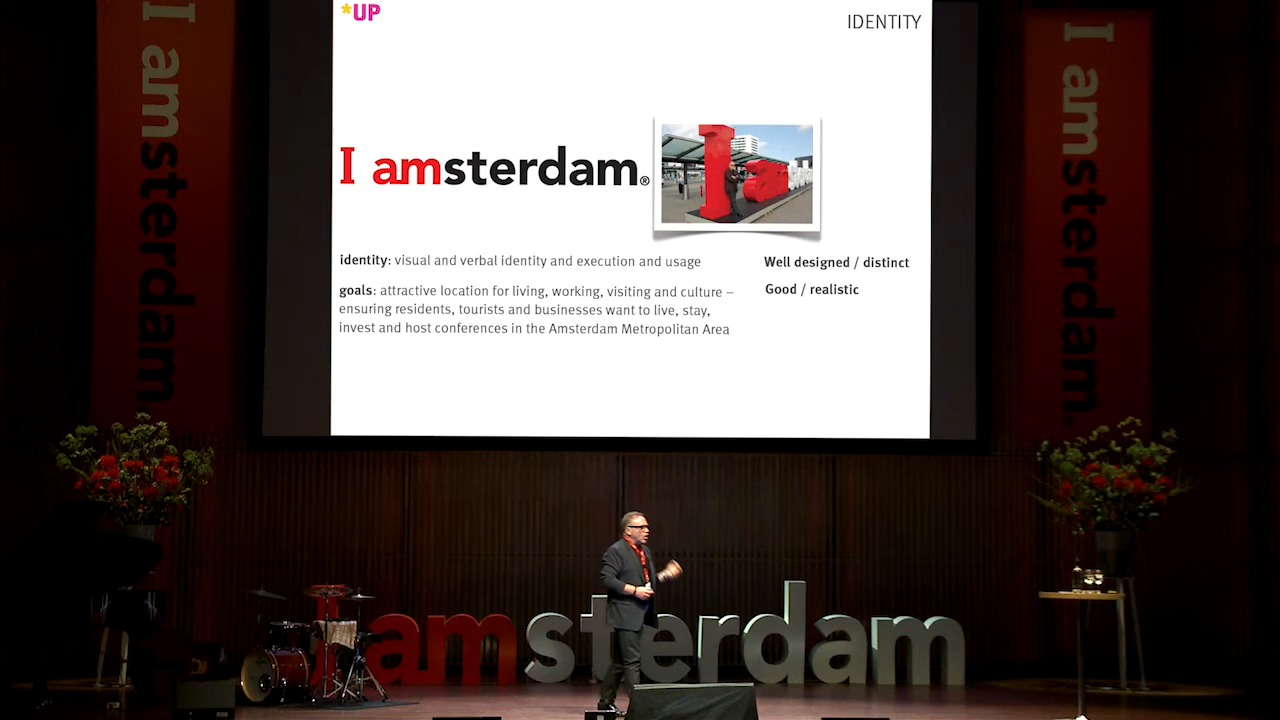 *UP
IDENTITY
I amsterdam
I amsterdam
I amsterdam®
I am
identity: visual and verbal identity and execution and usage
Well designed / distinct
goals: attractive location for living, working, visiting and culture –
Good / realistic
ensuring residents, tourists and businesses want to live, stay,
invest and host conferences in the Amsterdam Metropolitan Area
I amsterdam